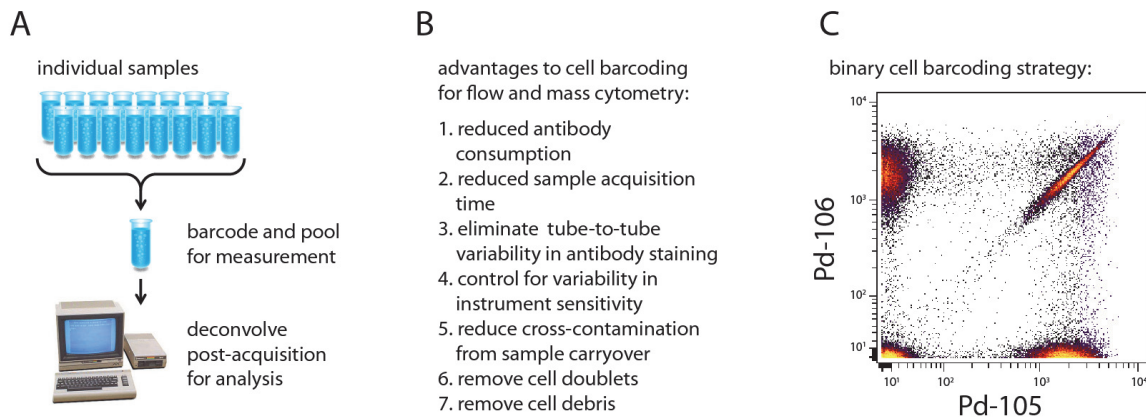 A
individual samples
barcode and pool
for measurement
deconvolve
post-acquisition
for analysis
B
advantages to cell barcoding
for flow and mass cytometry:
1. reduced antibody
consumption
2. reduced sample acquisition
time
3. eliminate tube-to-tube
variability in antibody staining
4. control for variability in
instrument sensitivity
5. reduce cross-contamination
from sample carryover
6. remove cell doublets
7. remove cell debris
C
binary cell barcoding strategy:
10⁴
10³
10²
10¹
Pd-106
10¹ 10² 10³ 10⁴
Pd-105